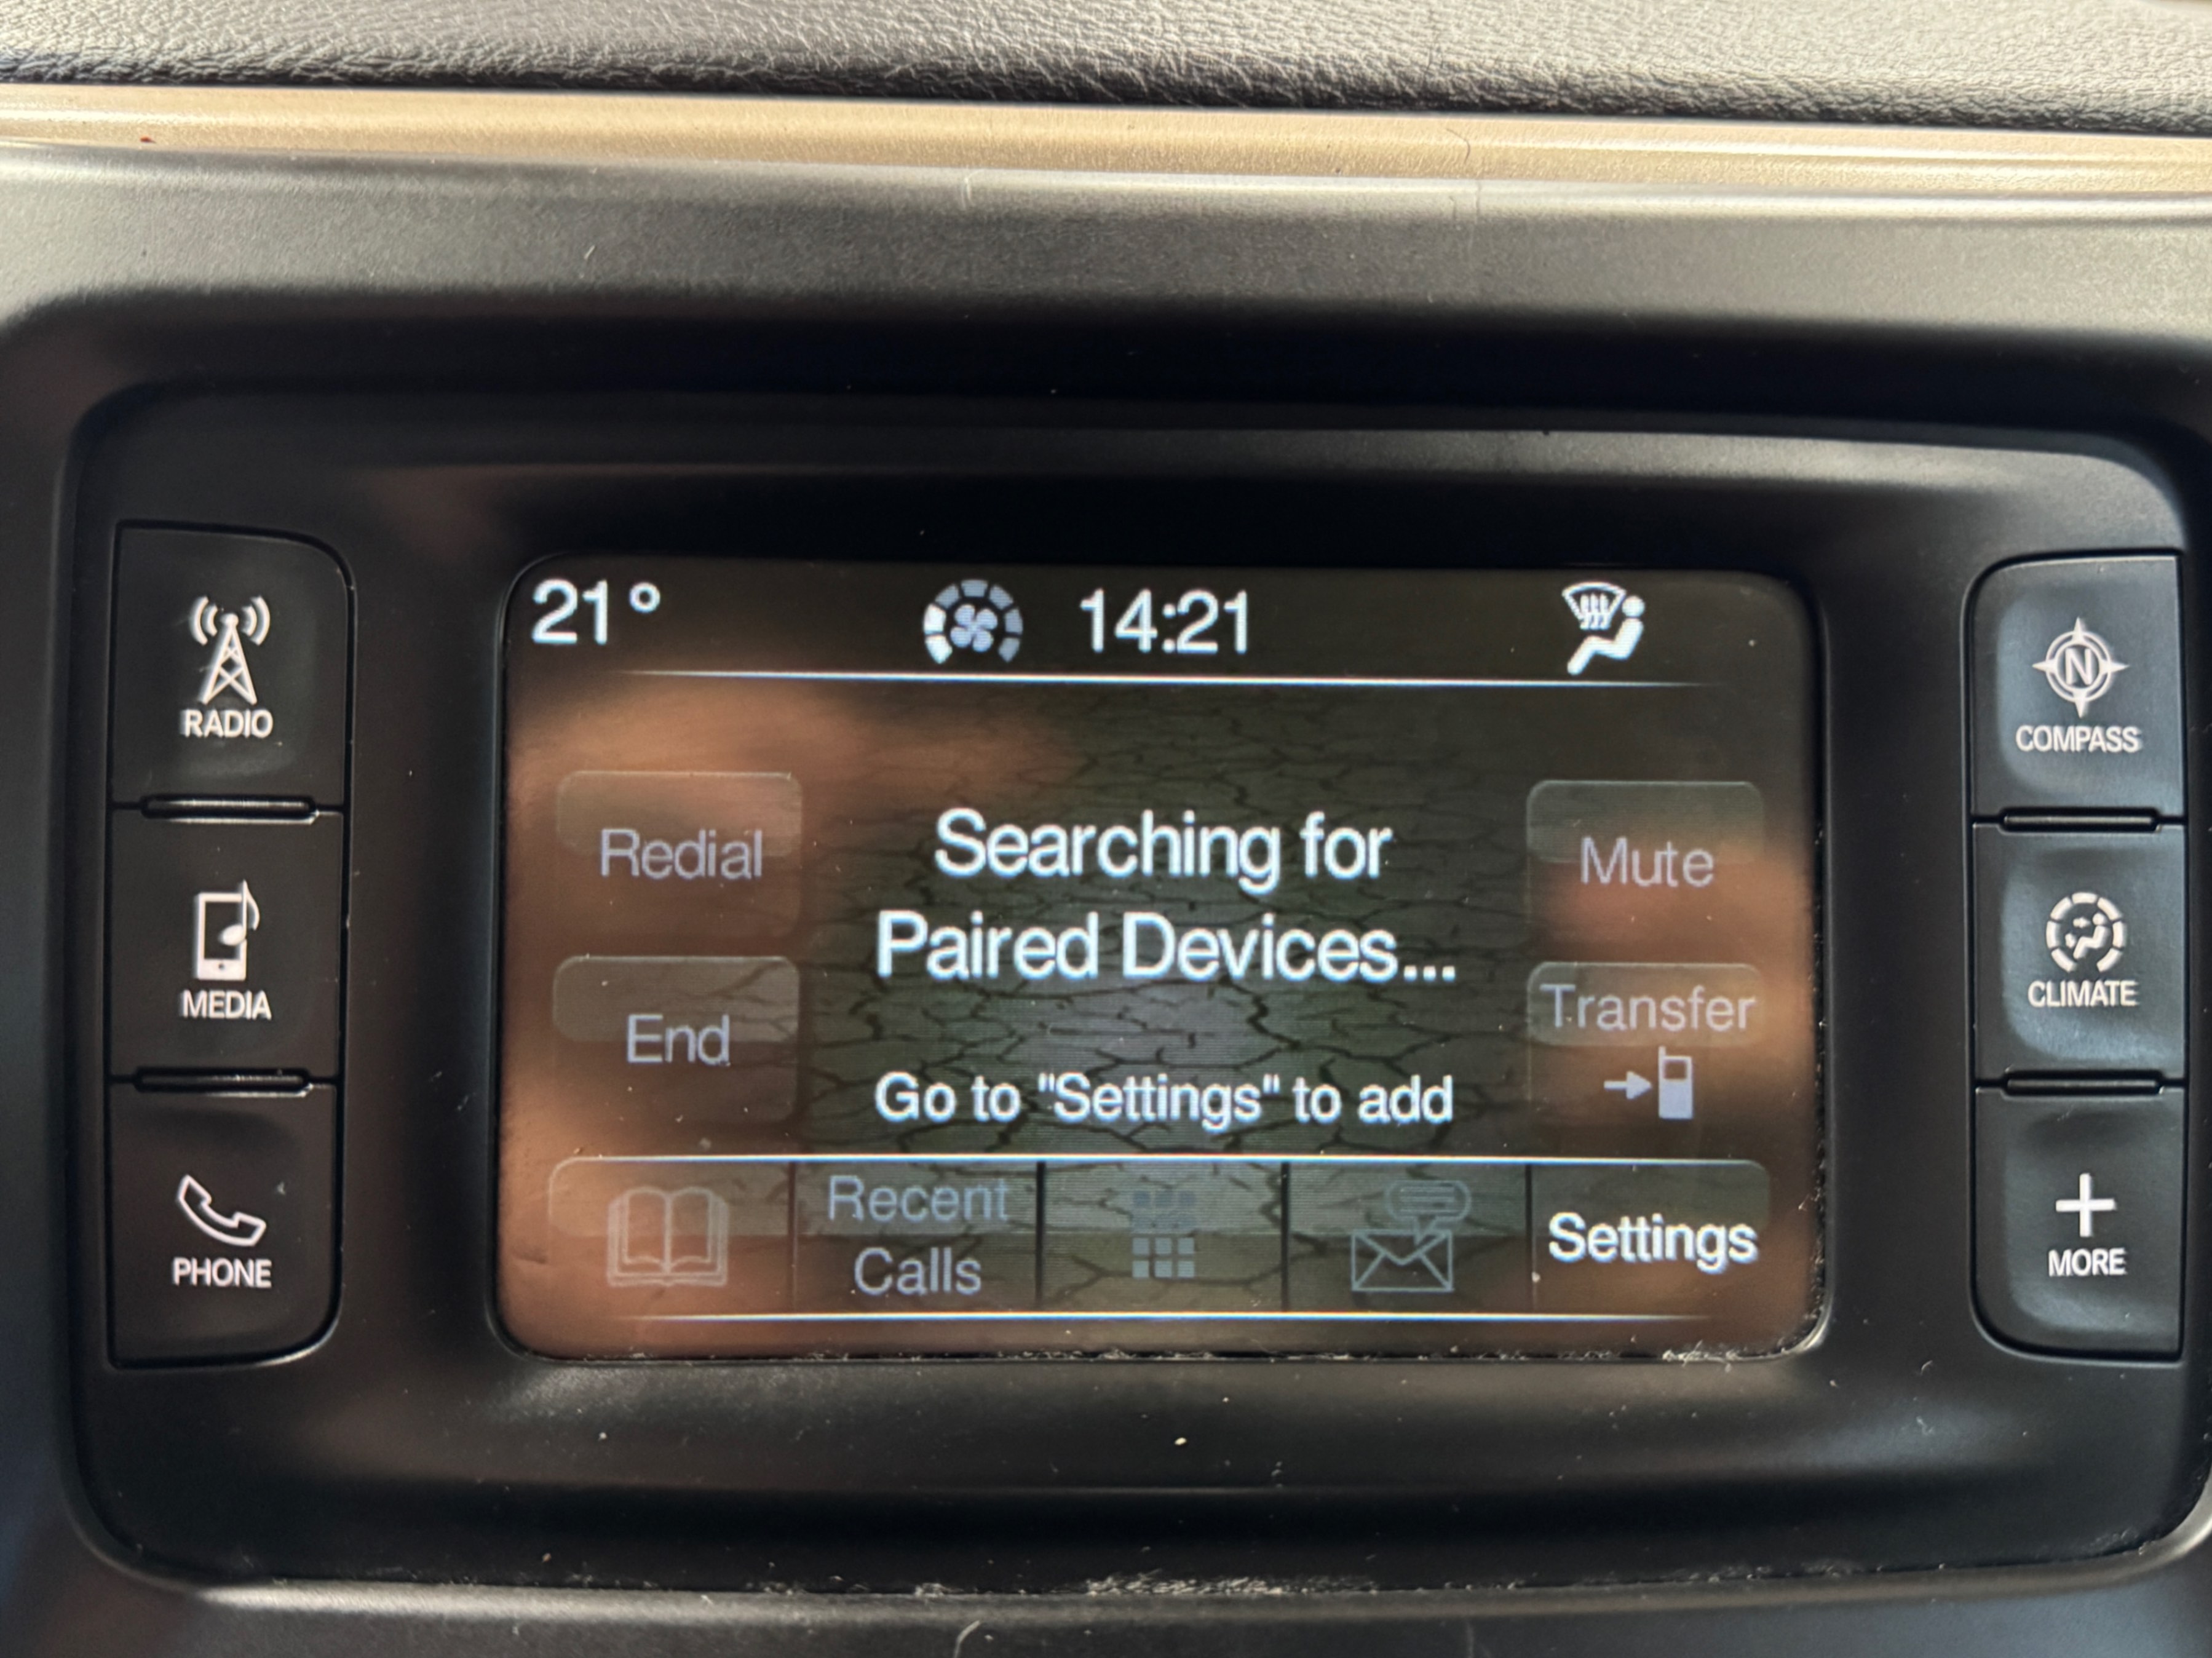 21° 14:21
RADIO
COMPASS
Redial
Searching for
Paired Devices...
Mute
MEDIA
CLIMATE
End
Transfer
Go to "Settings" to add
PHONE
Recent
Calls
Settings
MORE
N